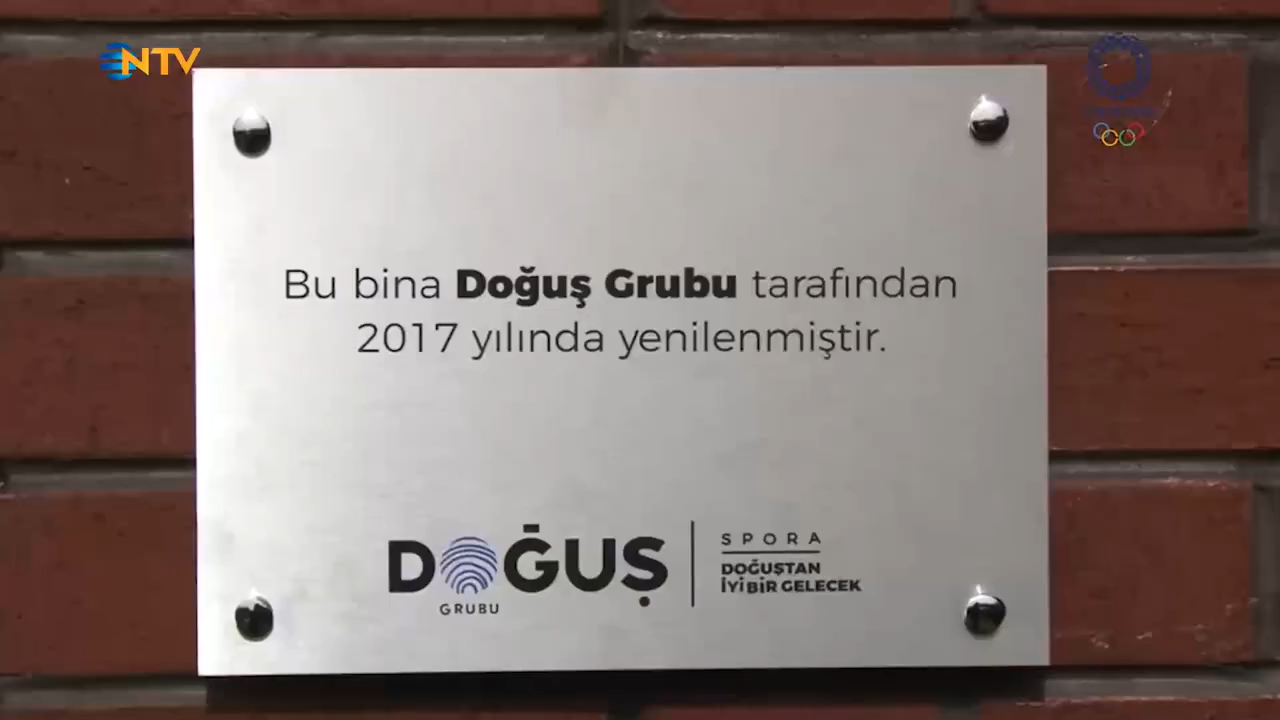 NTV
Bu bina Doğuş Grubu tarafından
2017 yılında yenilenmiştir.
DOĞUŞ
GRUBU
SPORA
DOĞUŞTAN
İYİ BİR GELECEK